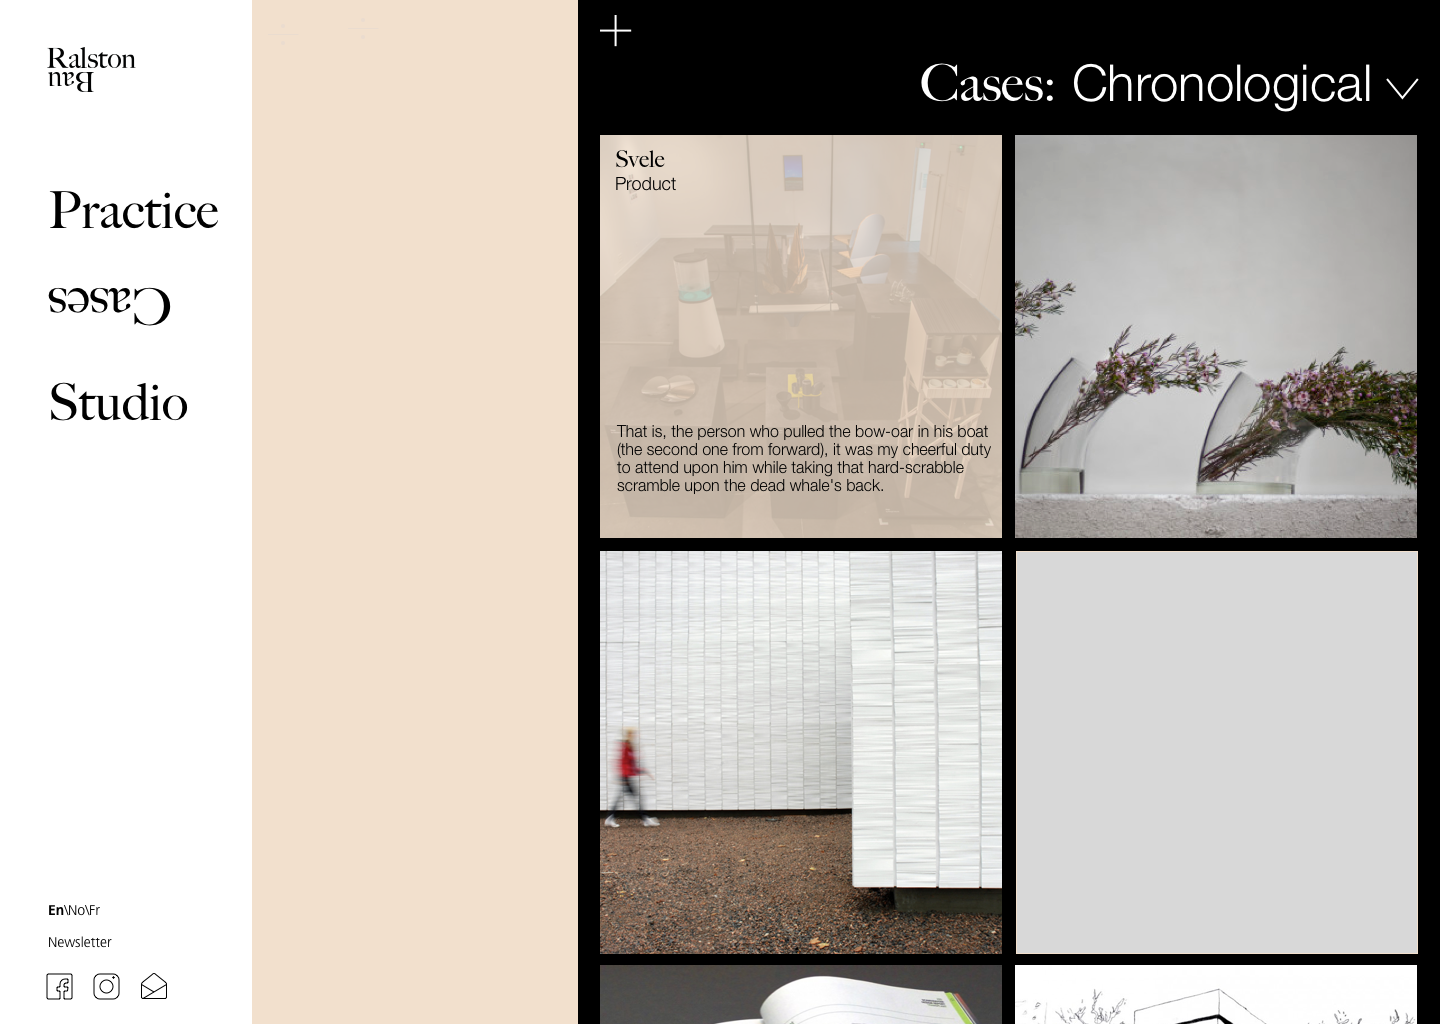 Ralston
Bau
Practice
Cases
Studio
En\No\Fr
Newsletter
Cases: Chronological
Svele
Product
That is, the person who pulled the bow-oar in his boat
(the second one from forward), it was my cheerful duty
to attend upon him while taking that hard-scrabble
scramble upon the dead whale's back.